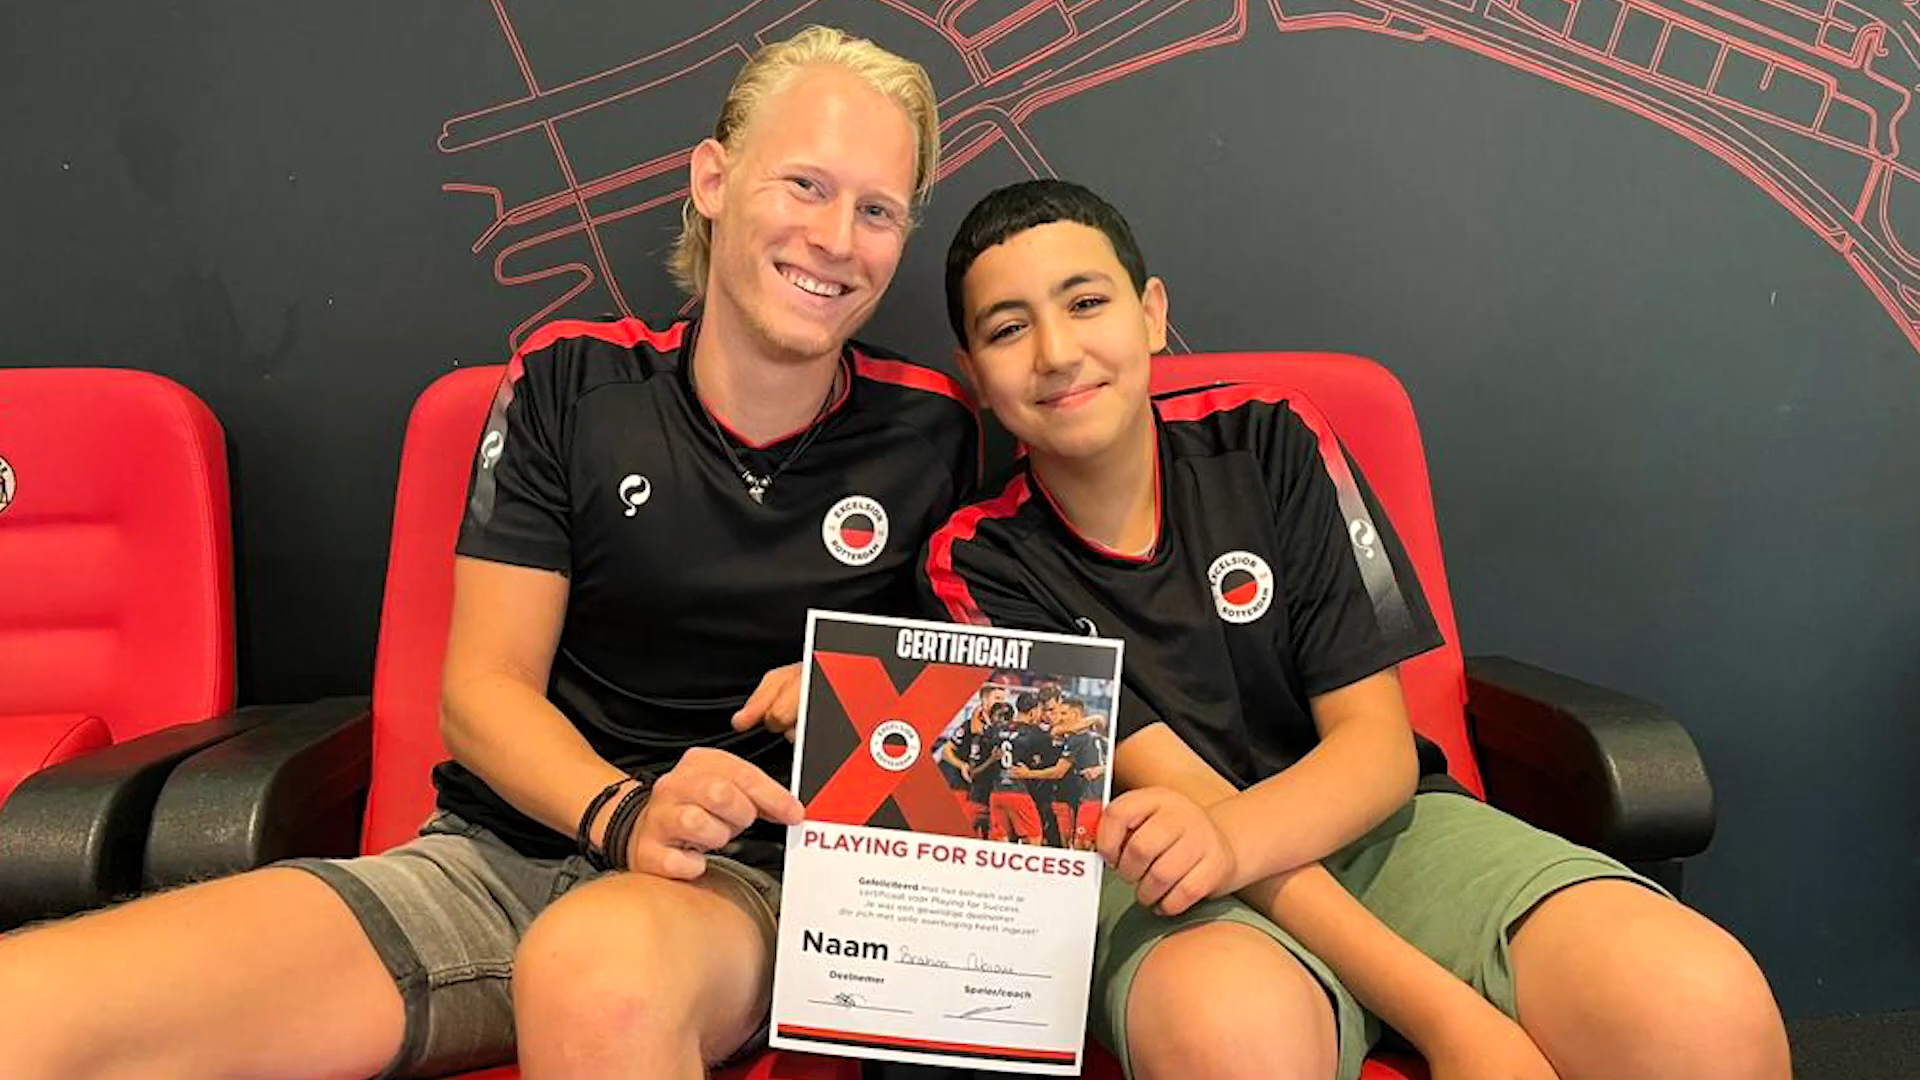 EXCELSIOR
ROTTERDAM
EXCELSIOR
ROTTERDAM
CERTIFICAAT
EXCELSIOR
ROTTERDAM
6
PLAYING FOR SUCCESS
Gefeliciteerd met het behalen van je
certificaat voor Playing for Success.
Je was een geweldige deelnemer
die zich met volle overtuiging heeft ingezet!
Naam
Deelnemer Speler/coach